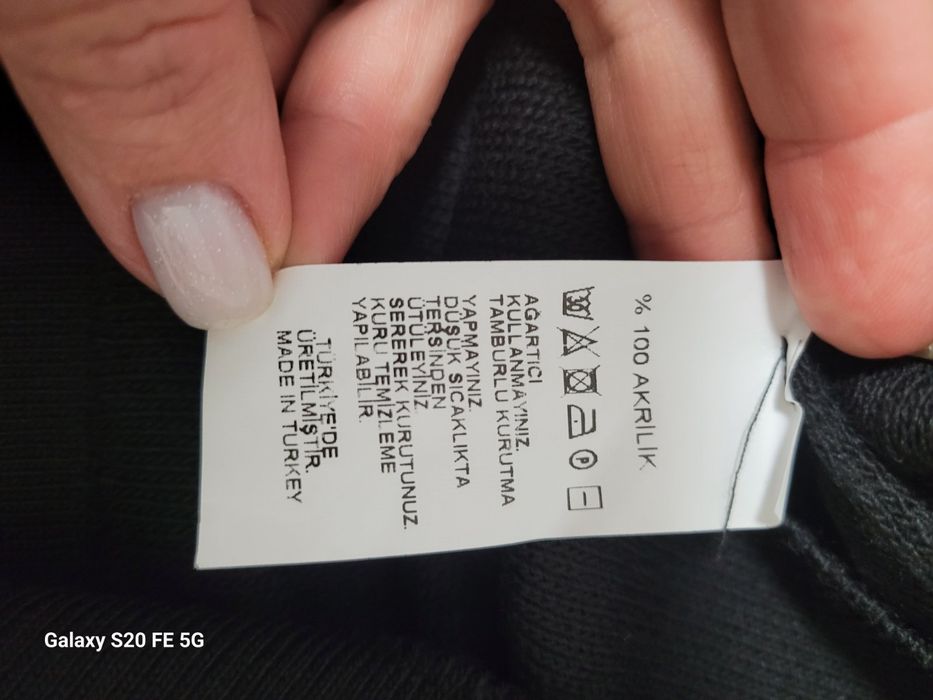 % 100 AKRİLİK
30
P
AĞARTICI
KULLANMAYINIZ.
TAMBURLU KURUTMA
YAPMAYINIZ.
DÜŞÜK SICAKLIKTA
TERSİNDEN
ÜTÜLEYİNİZ.
SEREREK KURUTUNUZ.
KURU TEMİZLEME
YAPILABİLİR.
TÜRKİYE'DE
ÜRETİLMİŞTİR.
MADE IN TURKEY
Galaxy S20 FE 5G